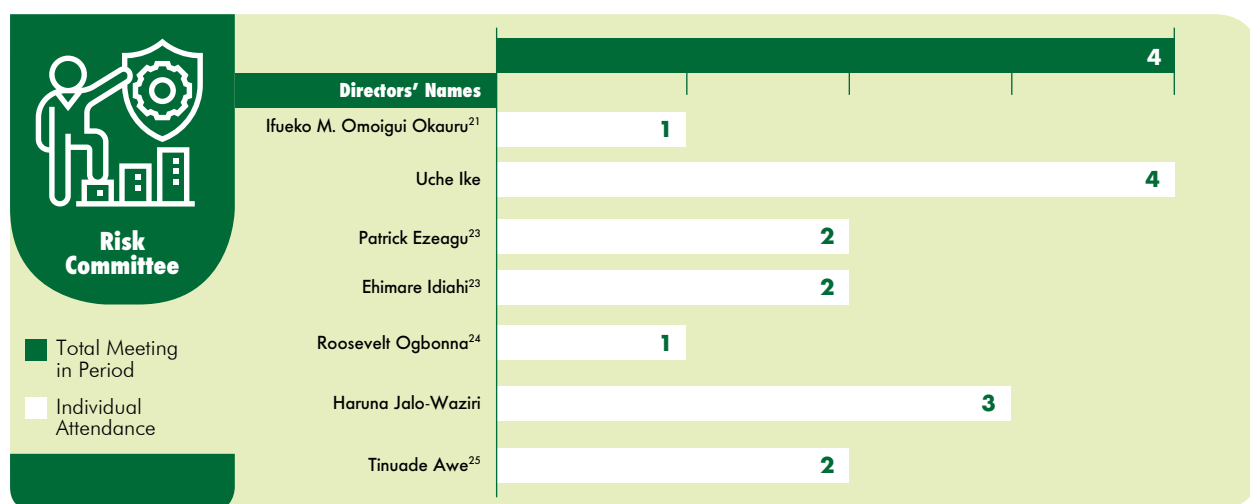 4
Directors' Names
Ifueko M. Omoigui Okauru²¹ 1
Uche Ike 4
Patrick Ezeagu²³ 2
Ehimare Idiahi²³ 2
Roosevelt Ogbonna²⁴ 1
Haruna Jalo-Waziri 3
Tinuade Awe²⁵ 2
Risk
Committee
Total Meeting
in Period
Individual
Attendance